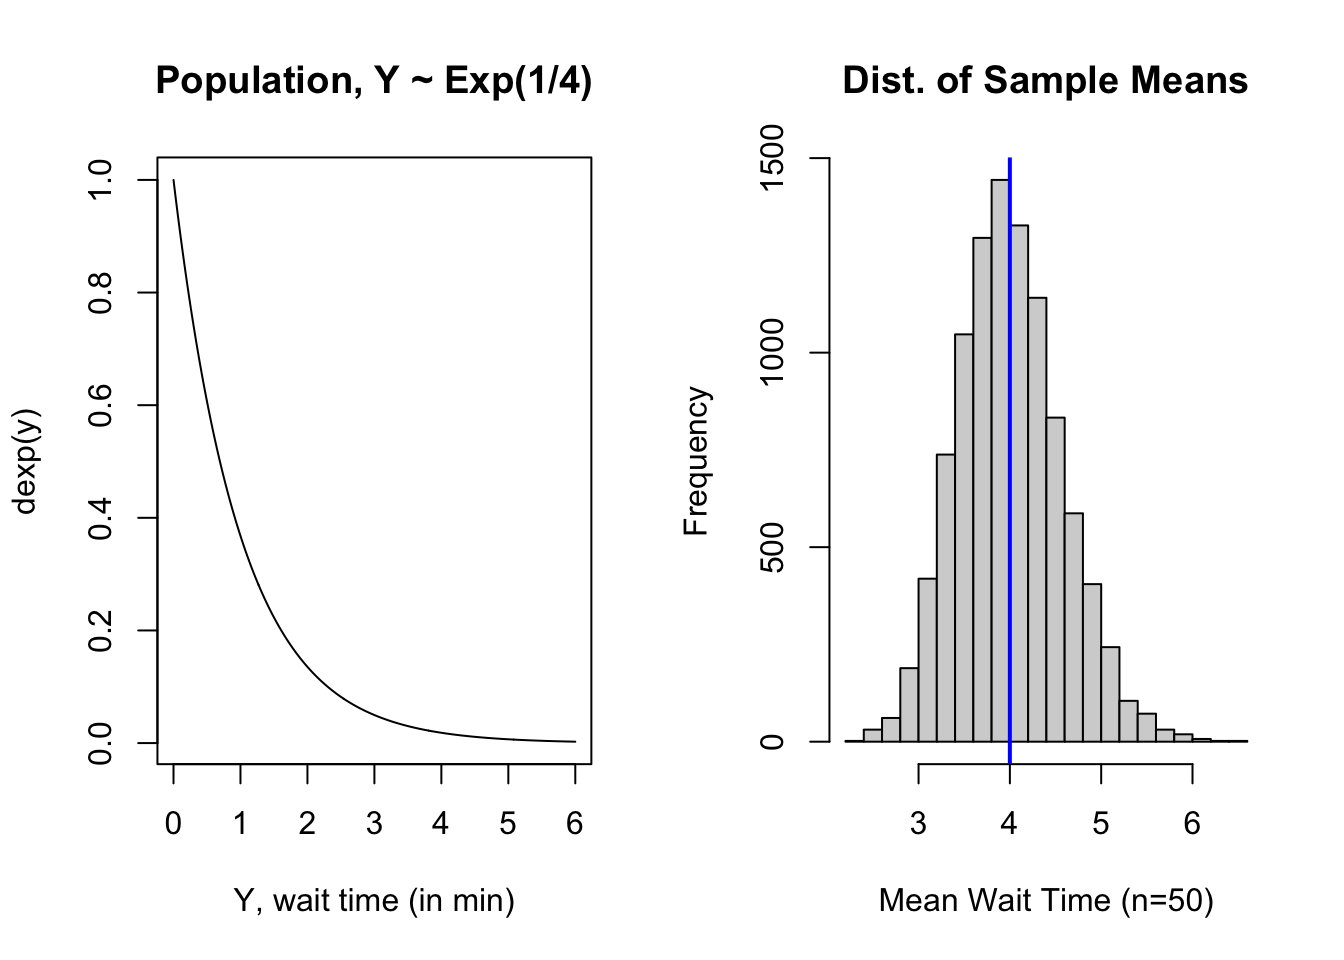 Population, Y ~ Exp(1/4)
dexp(y)
1.0
0.8
0.6
0.4
0.2
0.0
0 1 2 3 4 5 6
Y, wait time (in min)
Dist. of Sample Means
Frequency
1500
1000
500
0
3 4 5 6
Mean Wait Time (n=50)